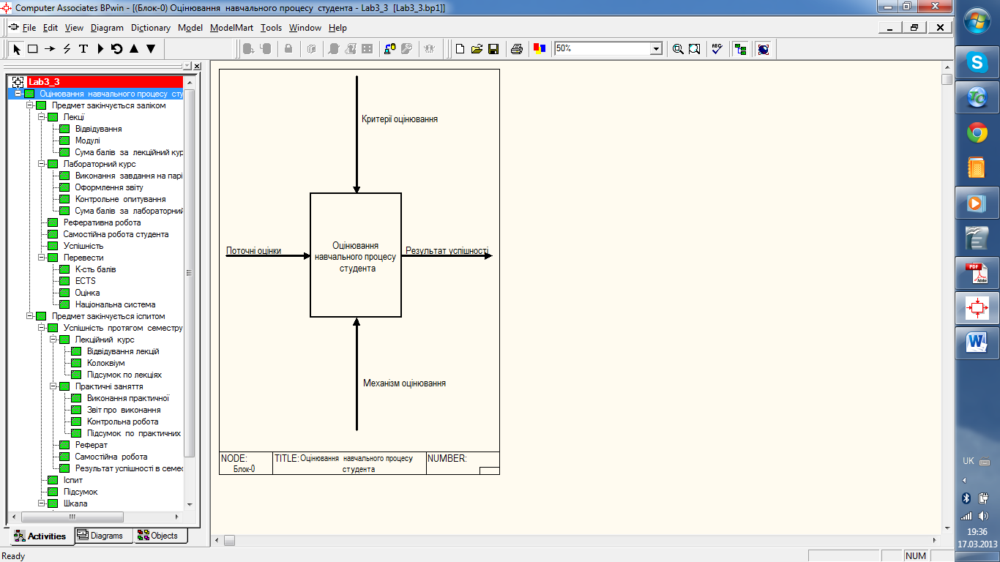 Computer Associates BPwin - [(Блок-0) Оцінювання навчального процесу студента - Lab3_3 [Lab3_3.bp1]]
File Edit View Diagram Dictionary Model ModelMart Tools Window Help
T
50%
ABC
Lab3_3
Оцінювання навчального процесу сту
Предмет закінчується заліком
Лекції
Відвідування
Модулі
Сума балів за лекційний кур
Лабораторний курс
Виконання завдання на парі
Оформлення звіту
Контрольне опитування
Сума балів за лабораторний
Реферативна робота
Самостійна робота студента
Успішність
Перевести
К-сть балів
ECTS
Оцінка
Національна система
Предмет закінчується іспитом
Успішність протягом семестру
Лекційний курс
Відвідування лекцій
Колоквіум
Підсумок по лекціях
Практичні заняття
Виконання практичної
Звіт про виконання
Контрольна робота
Підсумок по практичних
Реферат
Самостійна робота
Результат успішності в семес
Іспит
Підсумок
Шкала
Activities Diagrams Objects
Критерії оцінювання
Поточні оцінки
Оцінювання
навчального процесу
студента
Результат успішності
Механізм оцінювання
NODE:
Блок-0
TITLE: Оцінювання навчального процесу
студента
NUMBER:
PDF
Adobe
UK
19:36
17.03.2013
Ready
NUM